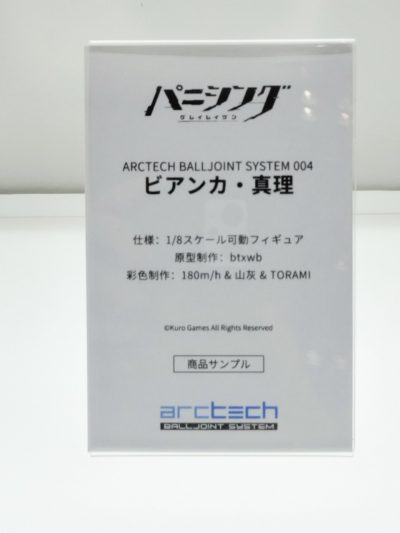 パニシング
グレイレイヴン
ARCTECH BALLJOINT SYSTEM 004
ビアンカ・真理
仕様：1/8スケール可動フィギュア
原型制作：btxwb
彩色制作：180m/h & 山灰 & TORAMI
©Kuro Games All Rights Reserved
商品サンプル
arctech
BALLJOINT SYSTEM